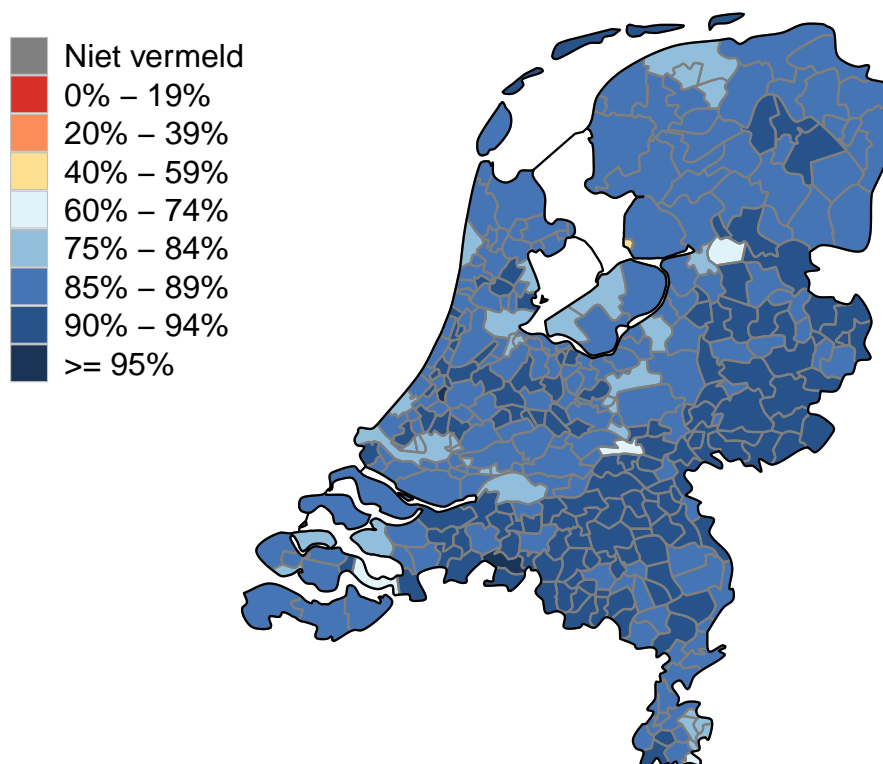 Niet vermeld
0% – 19%
20% – 39%
40% – 59%
60% – 74%
75% – 84%
85% – 89%
90% – 94%
>= 95%